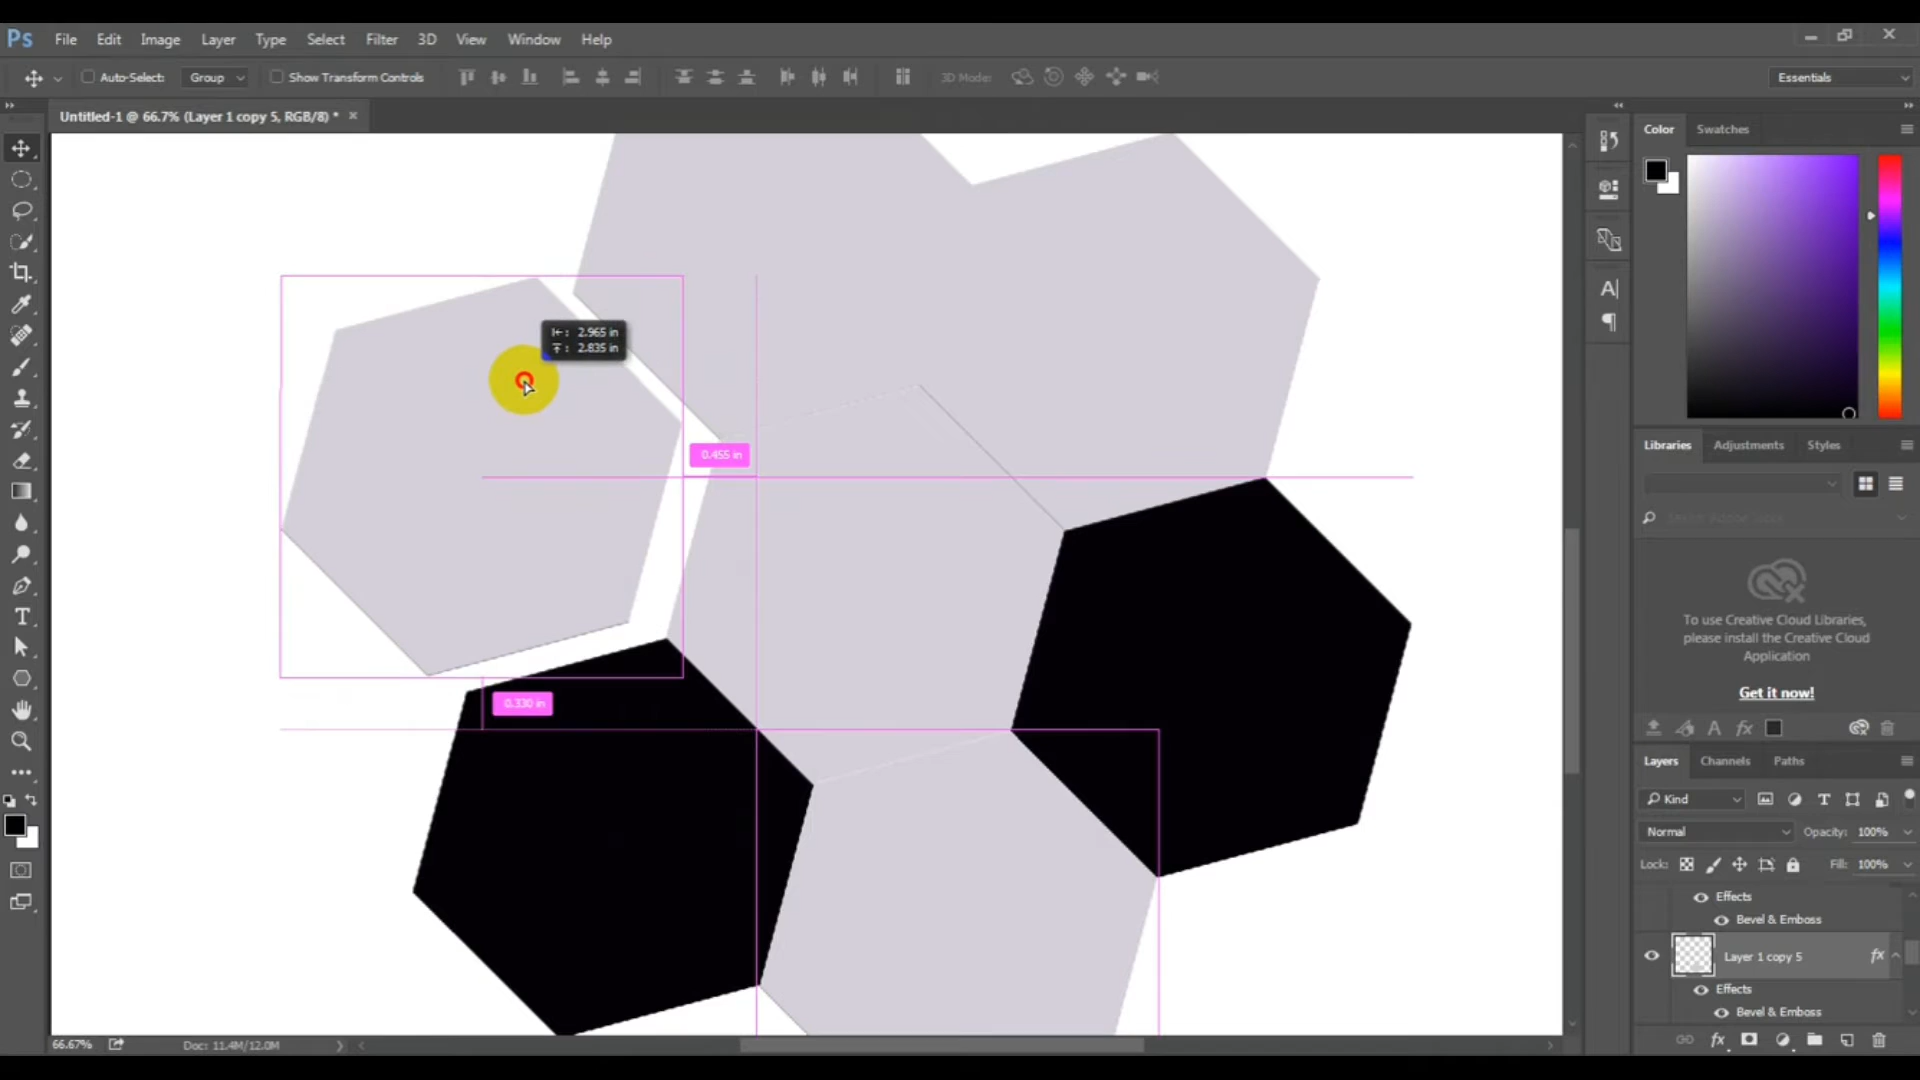 Ps File Edit Image Layer Type Select Filter 3D View Window Help
Auto-Select: Group Show Transform Controls 3D Mode: Essentials
Untitled-1 @ 66.7% (Layer 1 copy 5, RGB/8) * ×
Color Swatches
2.965 in
2.835 in
0.455 in
0.330 in
Libraries Adjustments Styles
To use Creative Cloud Libraries,
please install the Creative Cloud
Application
Get it now!
Layers Channels Paths
Kind
Normal Opacity: 100%
Lock: Fill: 100%
Effects
Bevel & Emboss
Layer 1 copy 5 fx
Effects
Bevel & Emboss
66.67% Doc: 11.4M/12.0M